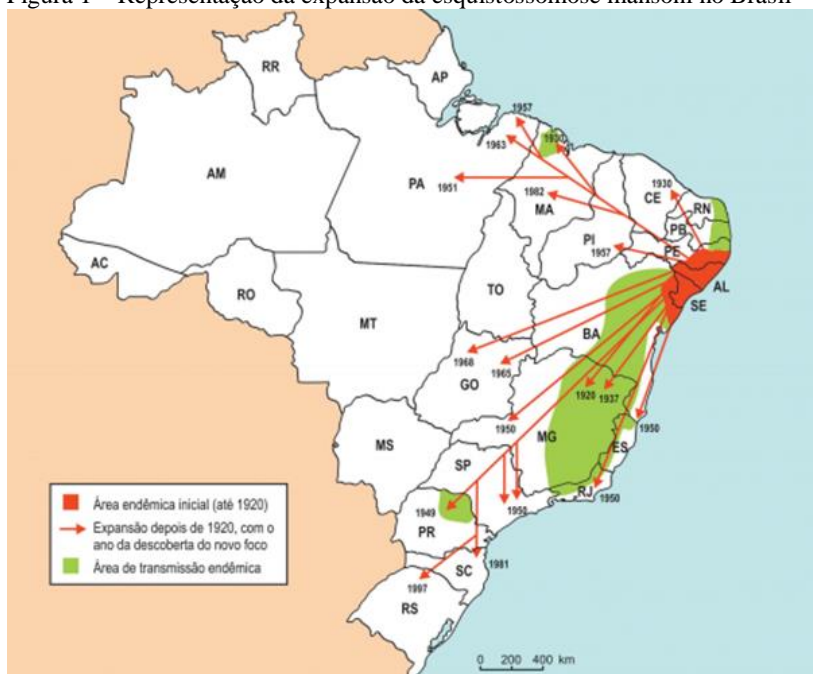 Figura 1 – Representação da expansão da esquistossomose mansoni no Brasil
RR
AP
1957
1963
AM
PA
1951
1982
MA
1930
CE
RN
PB
PE
PI
1957
AC
RO
TO
AL
SE
MT
BA
1968
1965
GO
1920
1937
1950
1950
MG
ES
MS
SP
RJ
1950
1950
1949
PR
SC
1981
1997
RS
Área endêmica inicial (até 1920)
Expansão depois de 1920, com o
ano da descoberta do novo foco
Área de transmissão endêmica
0 200 400 km